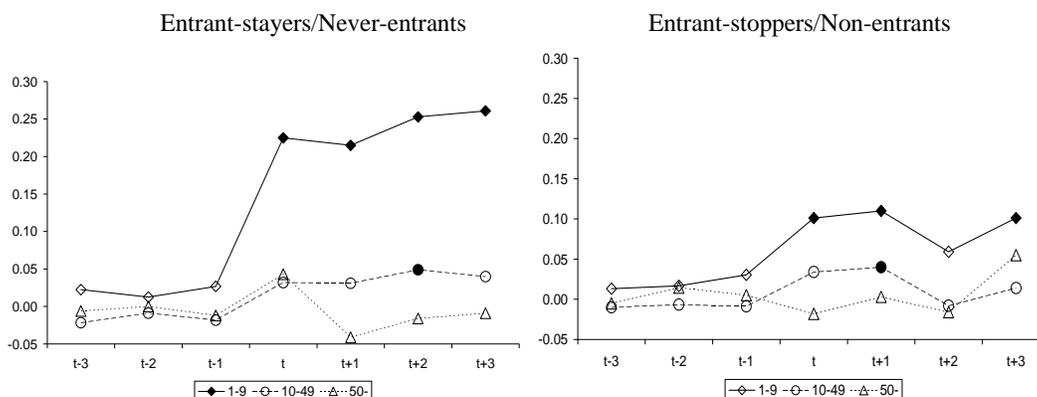 Entrant-stayers/Never-entrants
0.30
0.25
0.20
0.15
0.10
0.05
0.00
-0.05
t-3 t-2 t-1 t t+1 t+2 t+3
1-9 10-49 50-
Entrant-stoppers/Non-entrants
0.30
0.25
0.20
0.15
0.10
0.05
0.00
-0.05
t-3 t-2 t-1 t t+1 t+2 t+3
1-9 10-49 50-